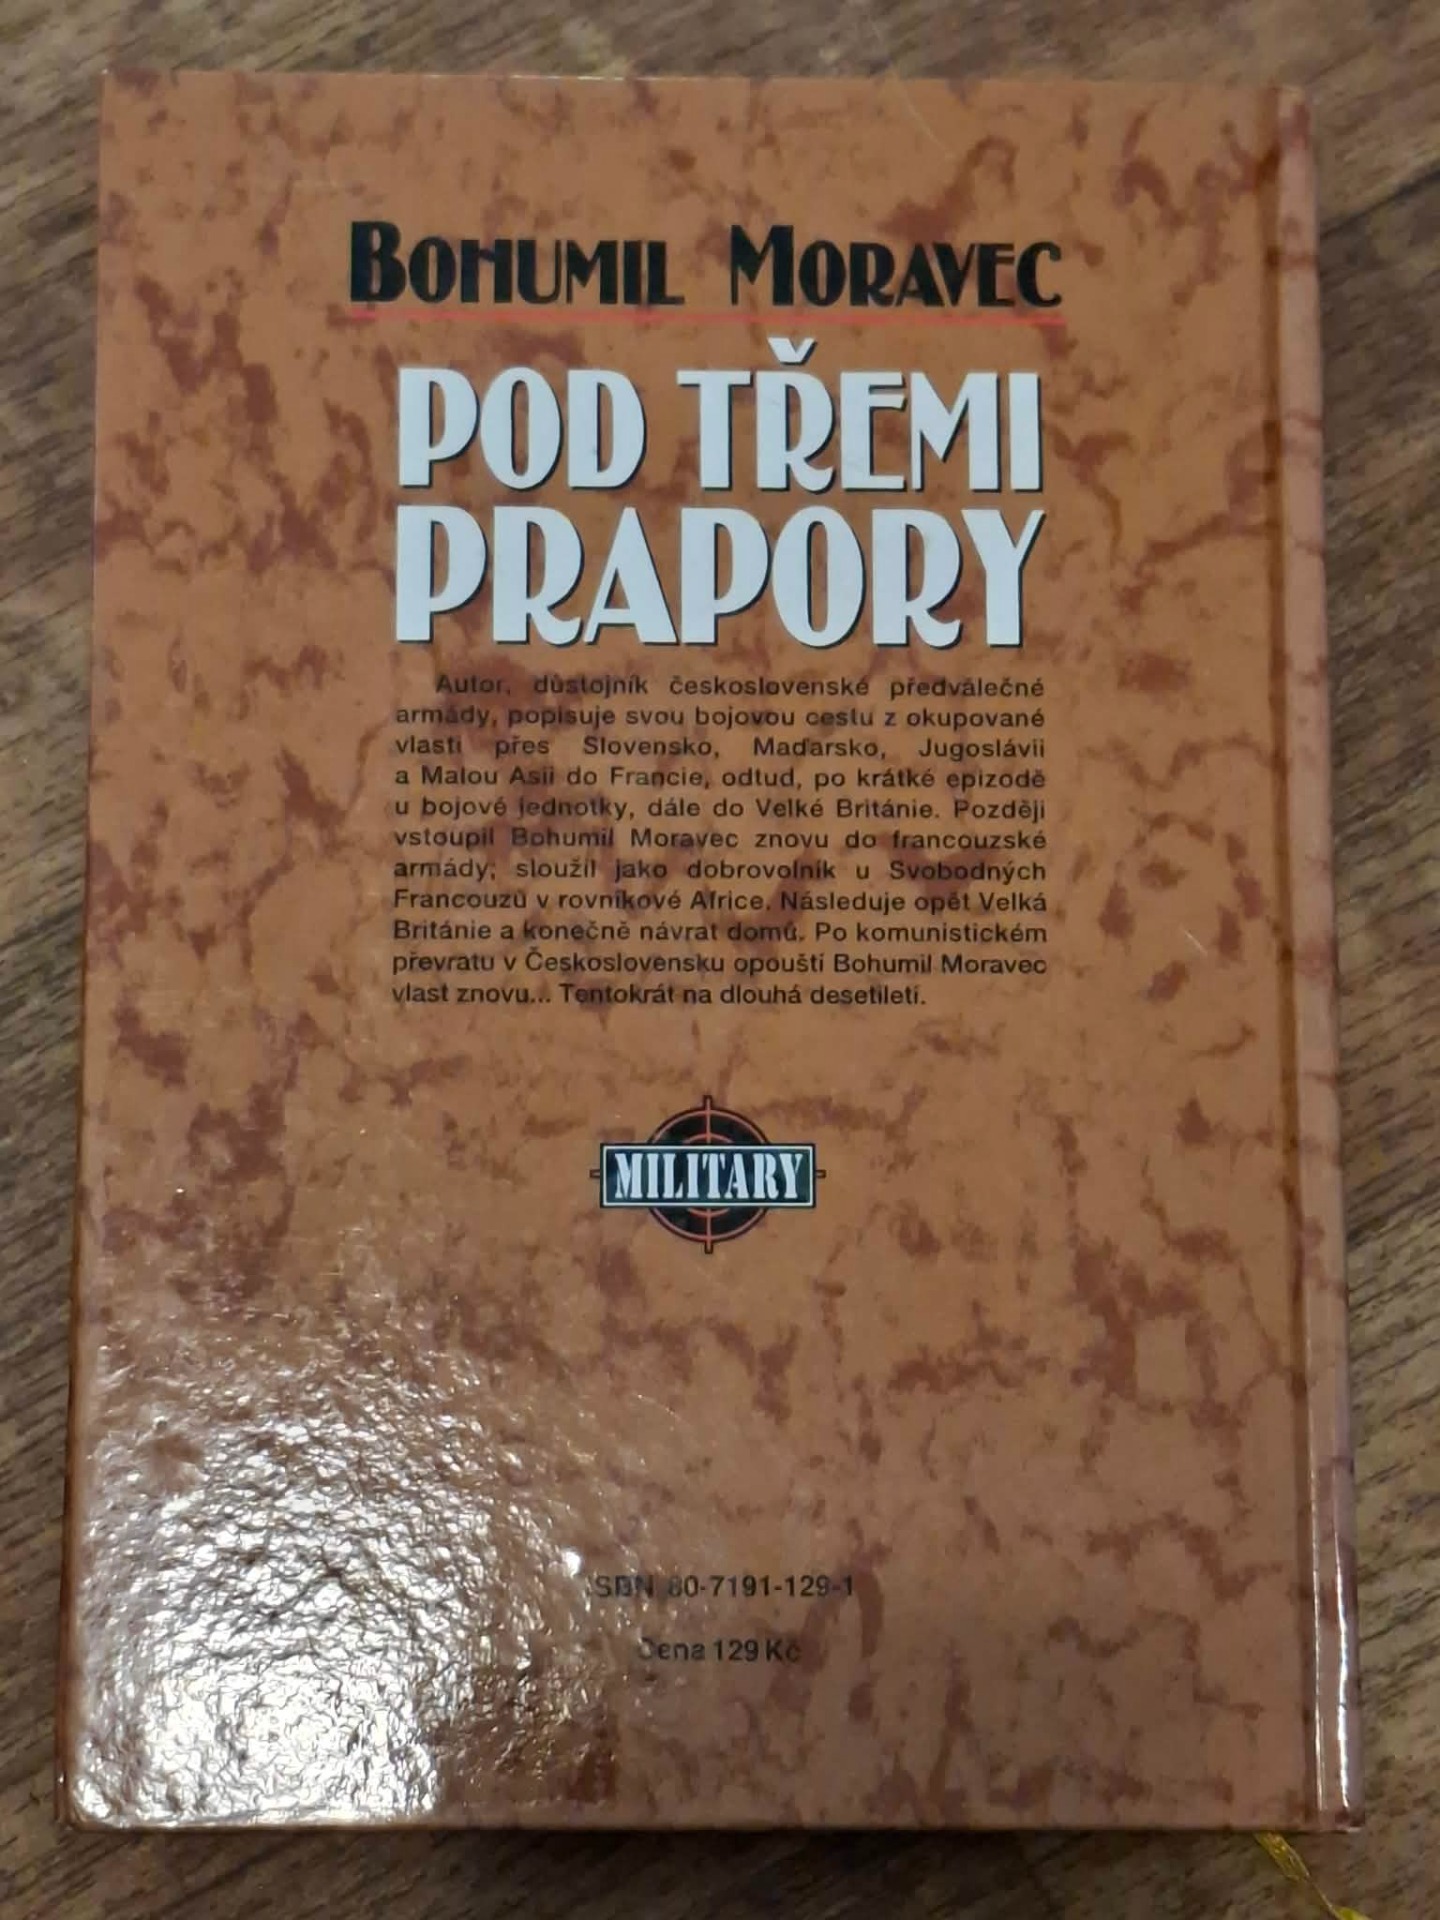 BOHUMIL MORAVEC
POD TŘEMI
PRAPORY
Autor, důstojník československé předválečné
armády, popisuje svou bojovou cestu z okupované
vlasti přes Slovensko, Maďarsko, Jugoslávii
a Malou Asii do Francie, odtud, po krátké epizodě
u bojové jednotky, dále do Velké Británie. Později
vstoupil Bohumil Moravec znovu do francouzské
armády; sloužil jako dobrovolník u Svobodných
Francouzů v rovníkové Africe. Následuje opět Velká
Británie a konečně návrat domů. Po komunistickém
převratu v Československu opouští Bohumil Moravec
vlast znovu... Tentokrát na dlouhá desetiletí.
MILITARY
ISBN 80-7191-129-1
Cena 129 Kč